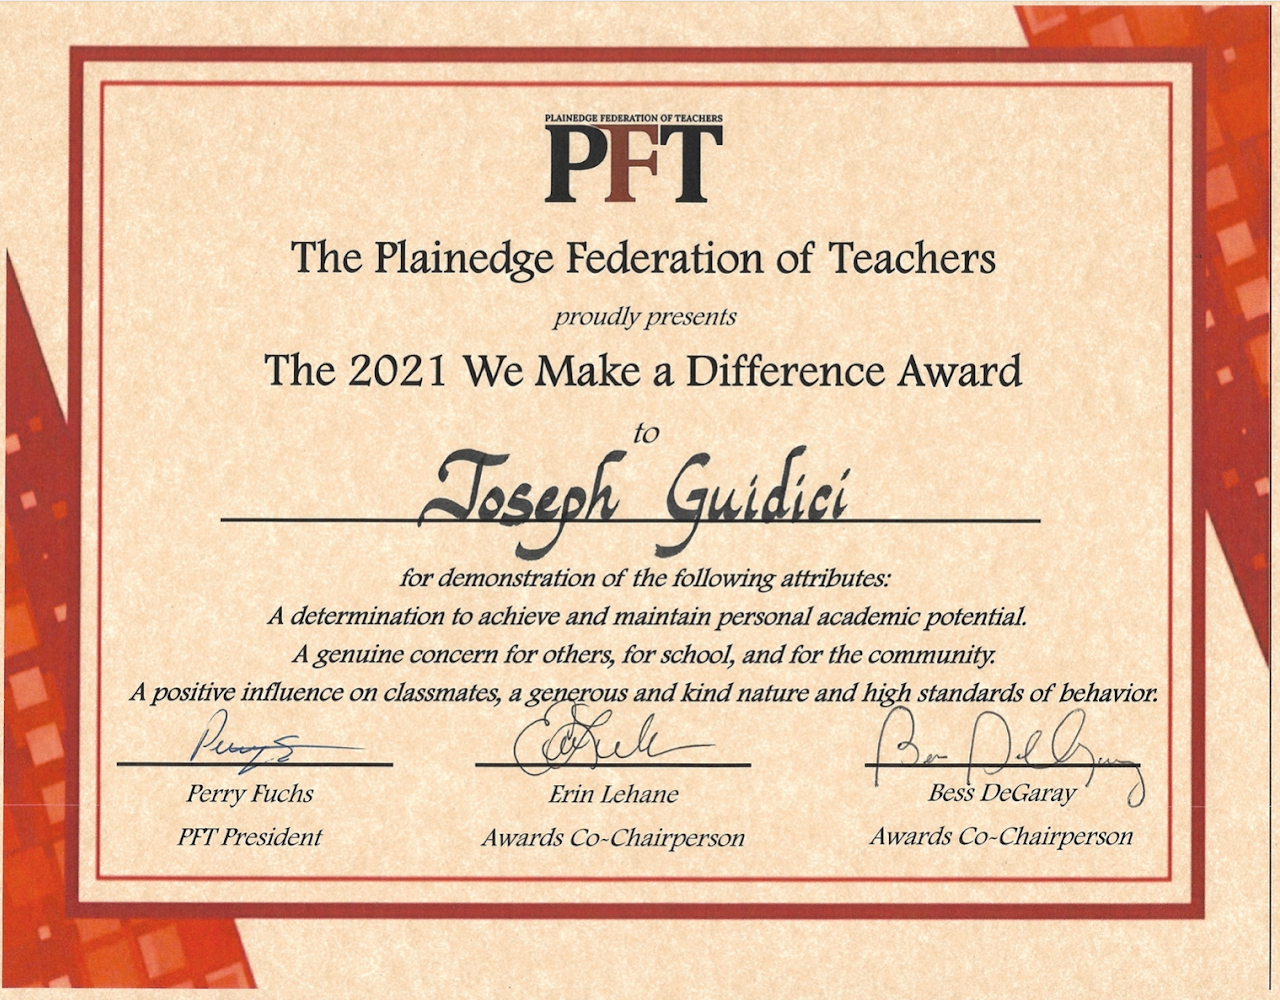 PLAINEDGE FEDERATION OF TEACHERS
PFT
The Plainedge Federation of Teachers
proudly presents
The 2021 We Make a Difference Award
to
Joseph Guidici
for demonstration of the following attributes:
A determination to achieve and maintain personal academic potential.
A genuine concern for others, for school, and for the community.
A positive influence on classmates, a generous and kind nature and high standards of behavior.
Perry Fuchs Erin Lehane Bess DeGaray
PFT President Awards Co-Chairperson Awards Co-Chairperson